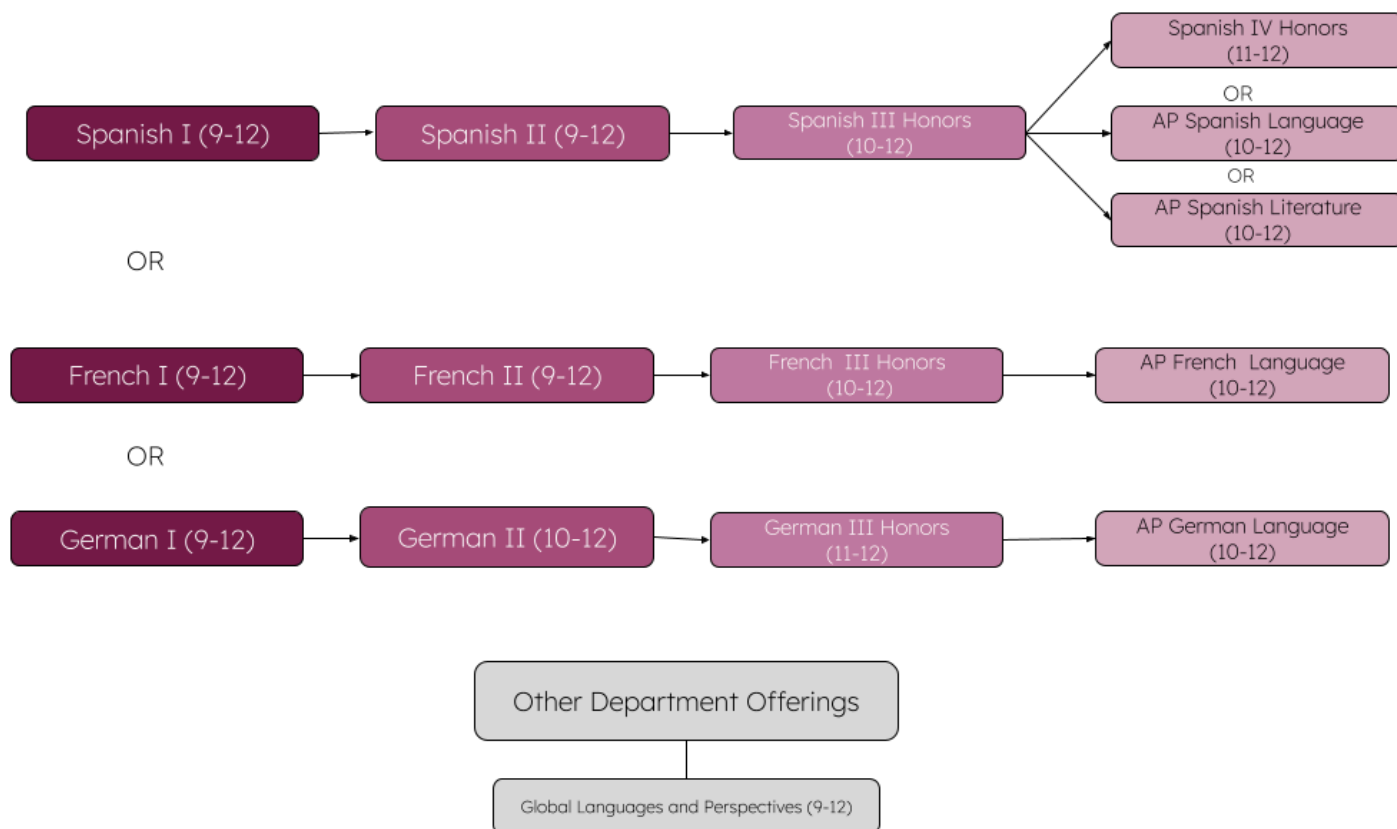 Spanish IV Honors
(11-12)
OR
Spanish I (9-12)
Spanish II (9-12)
Spanish III Honors
(10-12)
AP Spanish Language
(10-12)
OR
AP Spanish Literature
(10-12)
OR
French I (9-12)
French II (9-12)
French III Honors
(10-12)
AP French Language
(10-12)
OR
German I (9-12)
German II (10-12)
German III Honors
(11-12)
AP German Language
(10-12)
Other Department Offerings
Global Languages and Perspectives (9-12)